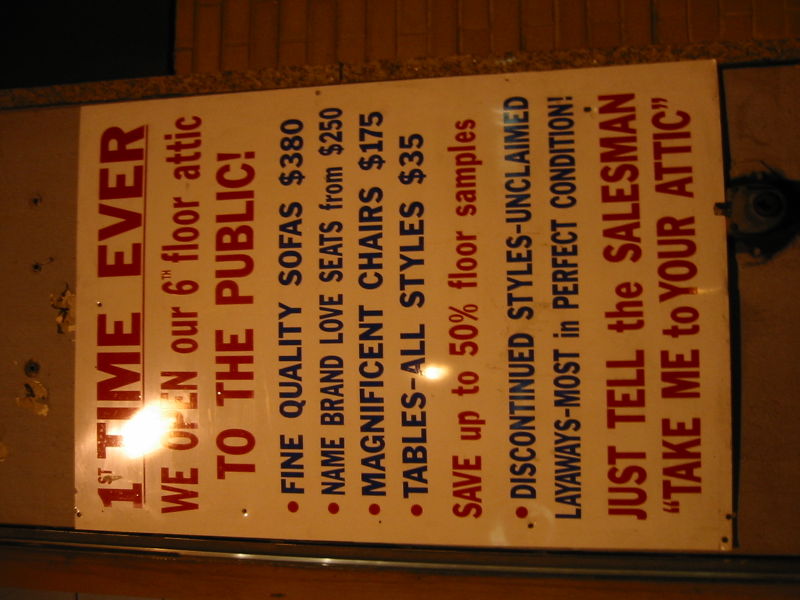 1ST TIME EVER
WE OPEN our 6TH floor attic
TO THE PUBLIC!
• FINE QUALITY SOFAS $380
• NAME BRAND LOVE SEATS from $250
• MAGNIFICENT CHAIRS $175
• TABLES-ALL STYLES $35
SAVE up to 50% floor samples
• DISCONTINUED STYLES-UNCLAIMED
LAYAWAYS-MOST in PERFECT CONDITION!
JUST TELL the SALESMAN
“TAKE ME to YOUR ATTIC”